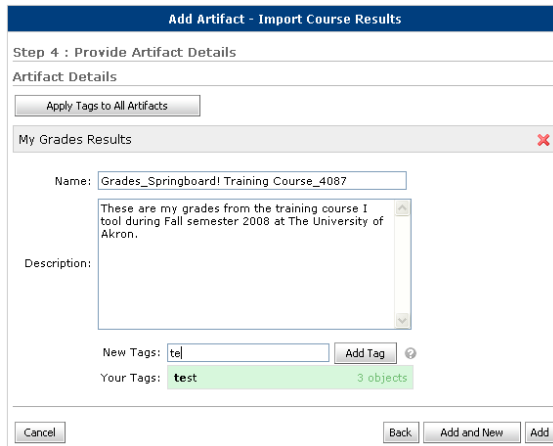 Add Artifact - Import Course Results
Step 4 : Provide Artifact Details
Artifact Details
Apply Tags to All Artifacts
My Grades Results
Name: Grades_Springboard! Training Course_4087
Description: These are my grades from the training course I
tool during Fall semester 2008 at The University of
Akron.
New Tags: te Add Tag ?
Your Tags: test 3 objects
Cancel Back Add and New Add